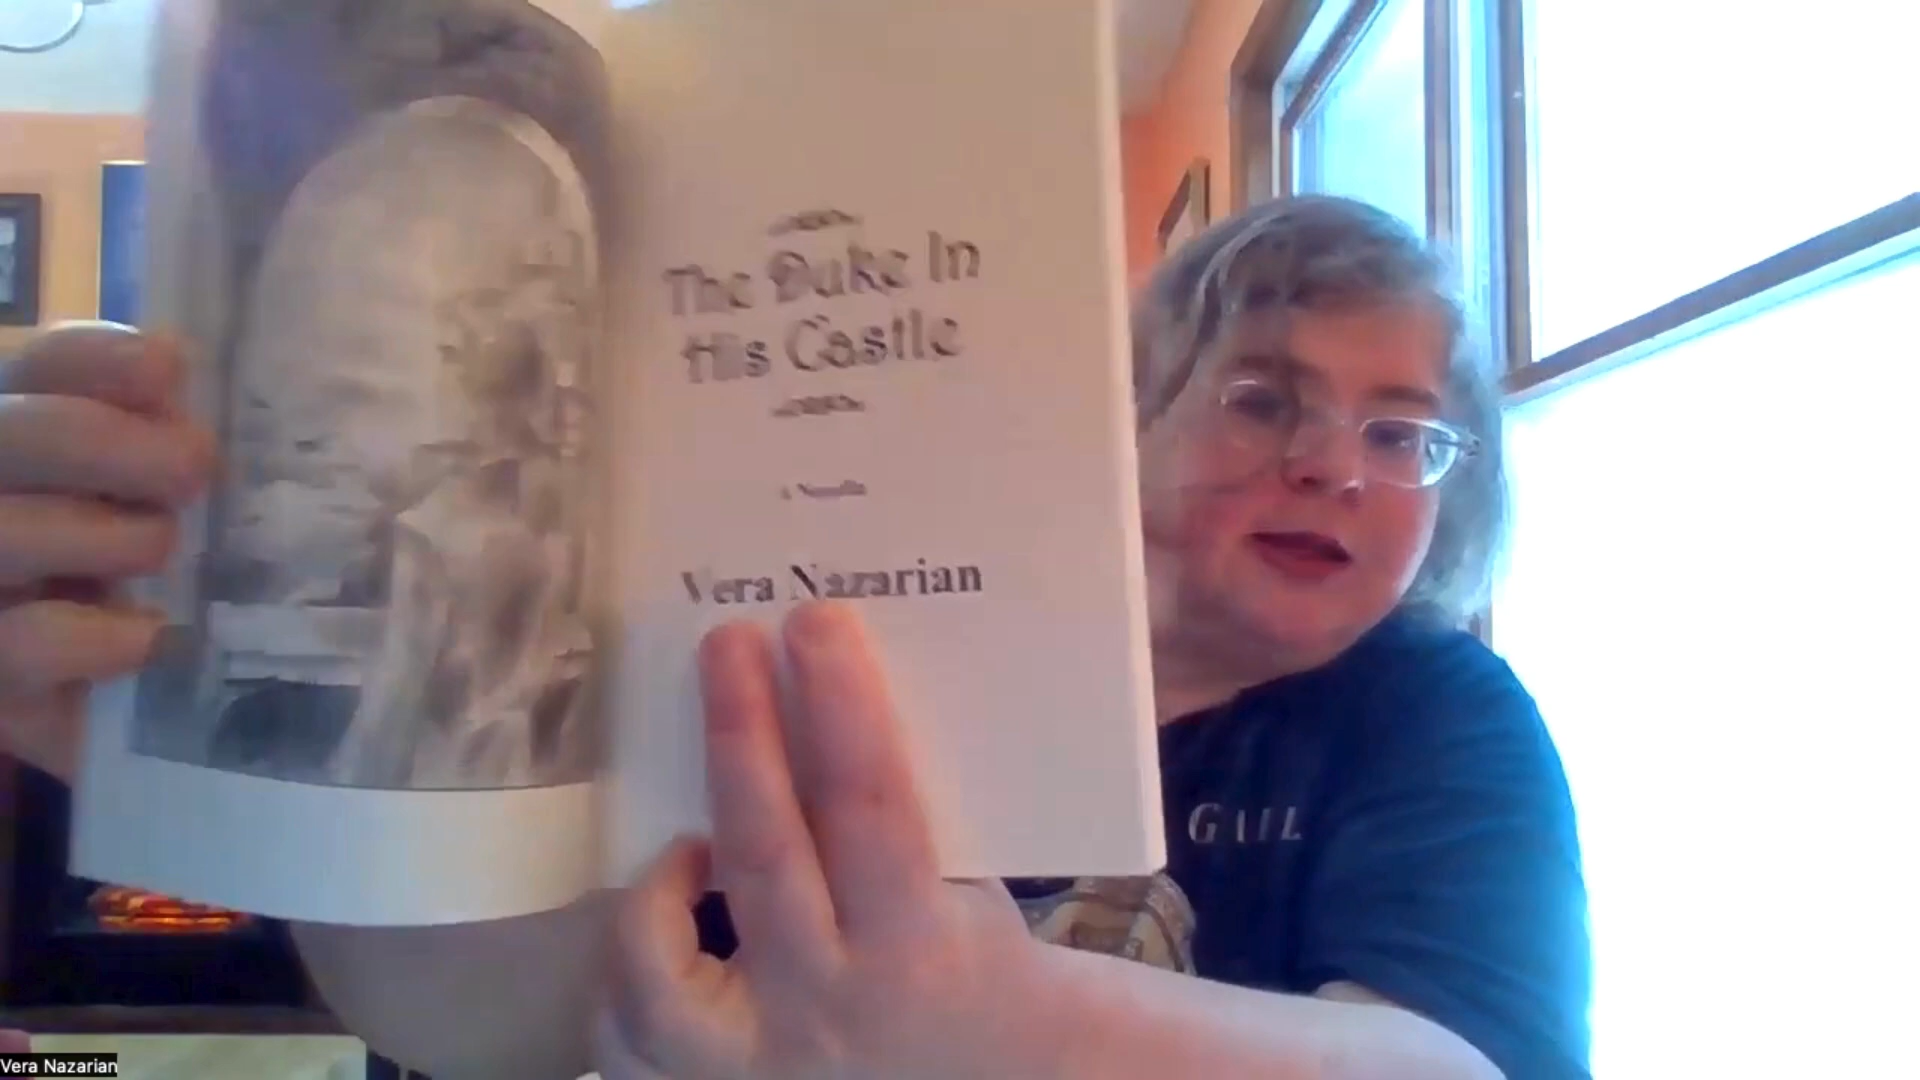 The Duke In
His Castle
A Novella
Vera Nazarian
GAIL
Vera Nazarian